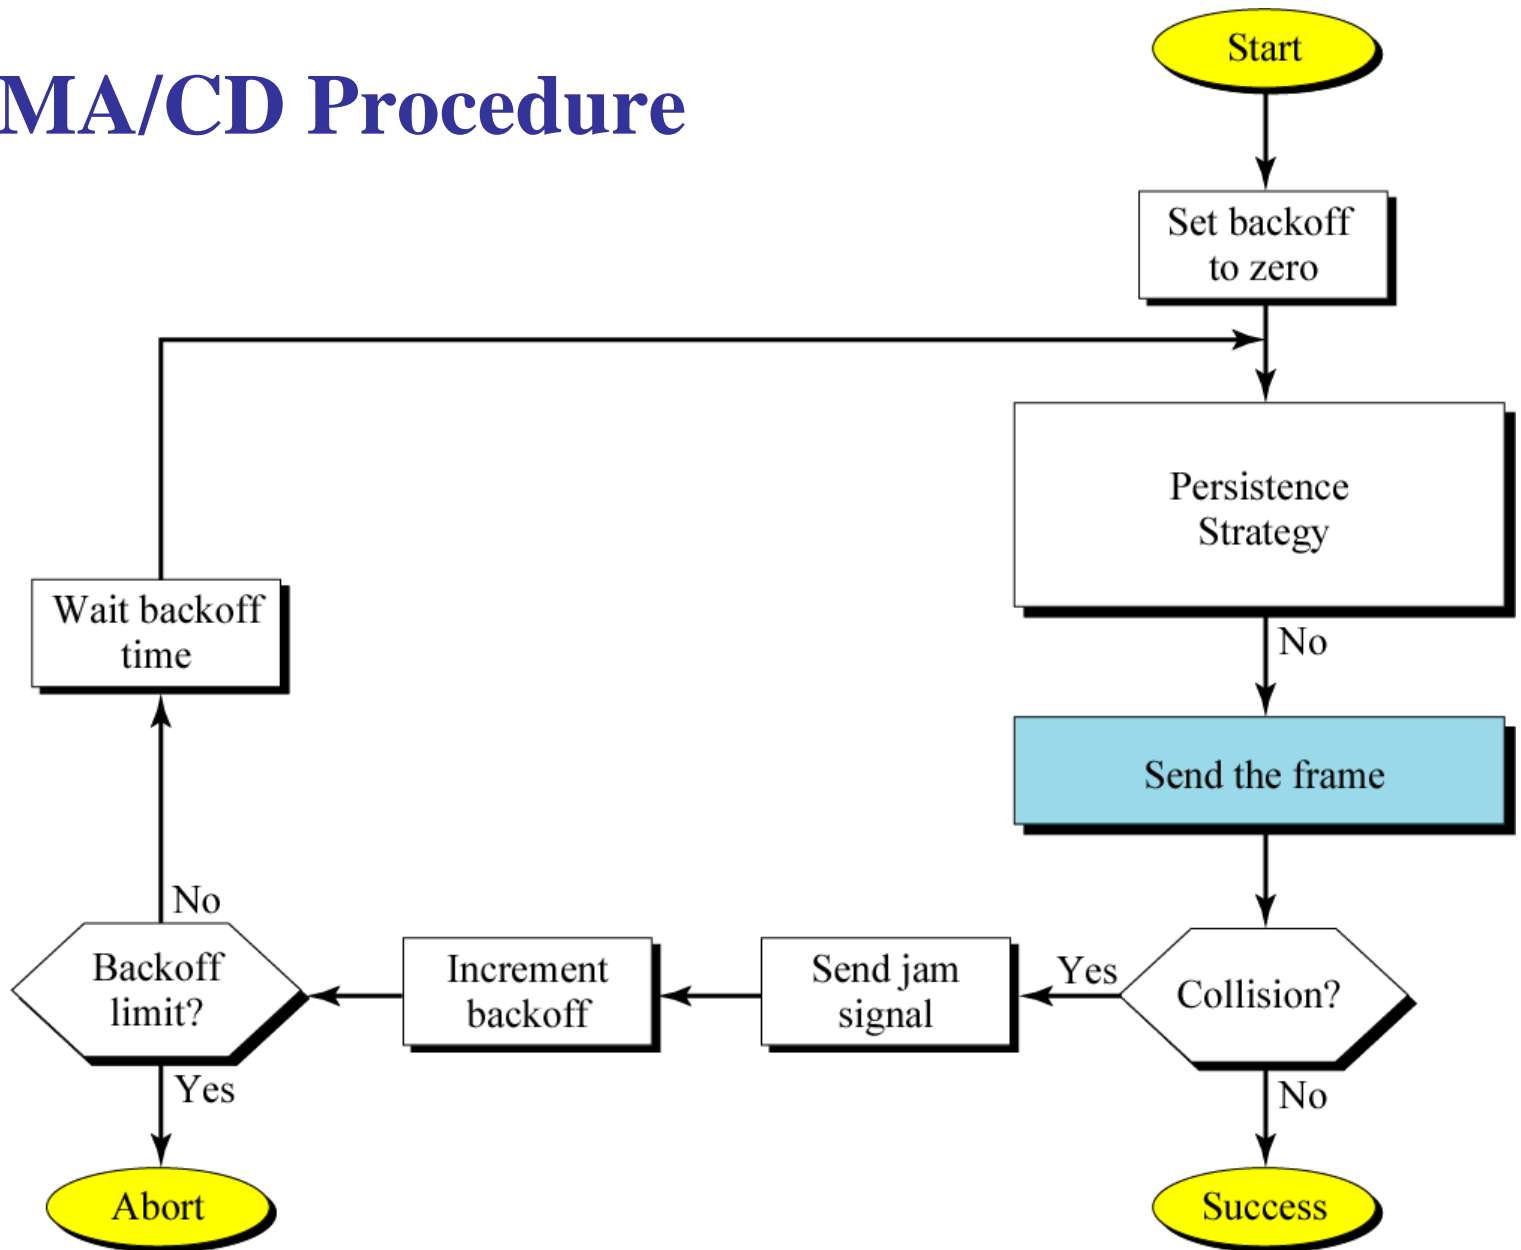 MA/CD Procedure
Start
Set backoff
to zero
Persistence
Strategy
No
Send the frame
Collision?
Yes
No
Success
Send jam
signal
Increment
backoff
Backoff
limit?
No
Yes
Abort
Wait backoff
time